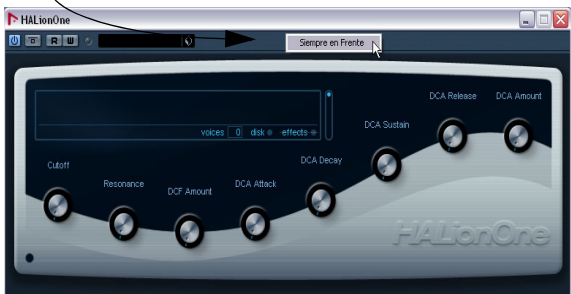 HALionOne
R W
Siempre en Frente
voices 0 disk effects
DCA Release
DCA Amount
DCA Sustain
DCA Decay
Cutoff
Resonance
DCF Amount
DCA Attack
HALionOne